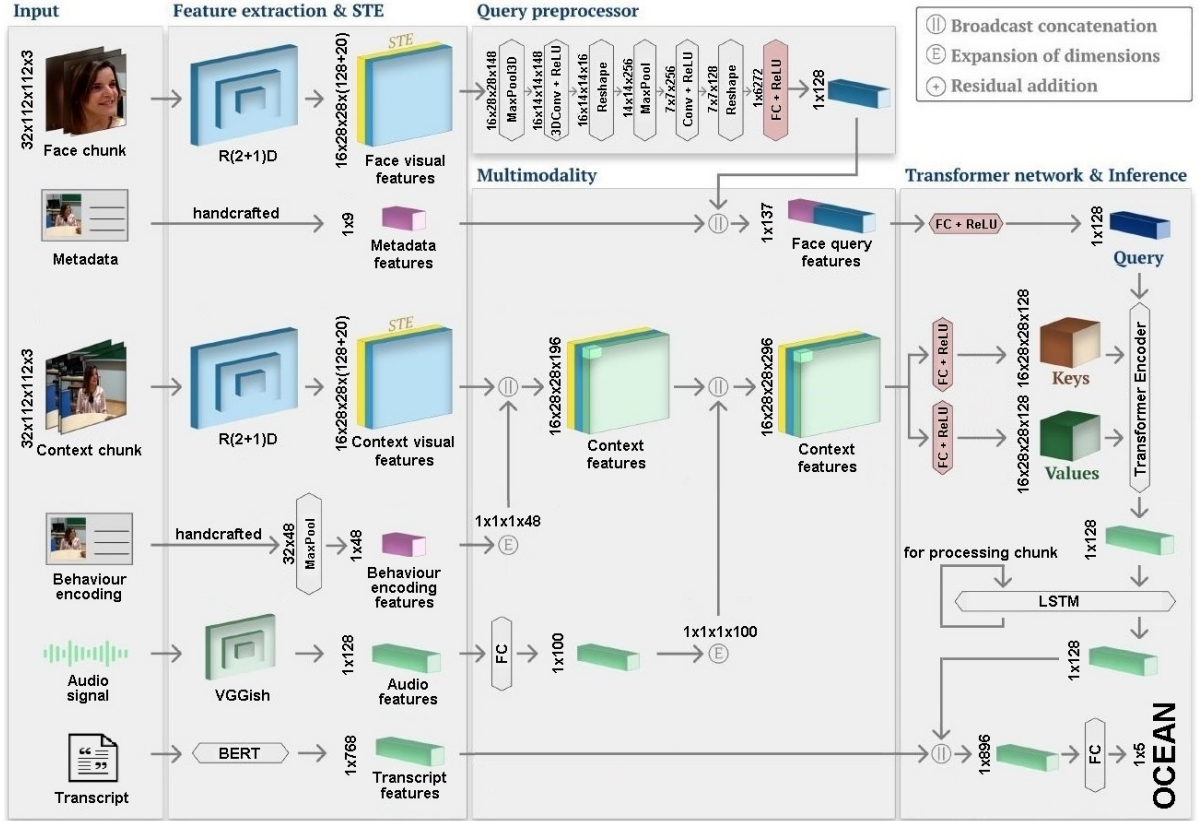 Input
Feature extraction & STE
Query preprocessor
|| Broadcast concatenation
E Expansion of dimensions
+ Residual addition
32x112x112x3
Face chunk
R(2+1)D
16x28x28x(128+20)
STE
Face visual
features
16x28x28x148
MaxPool3D
16x14x14x148
3DConv + ReLU
16x14x14x16
Reshape
14x14x256
MaxPool
7x7x256
Conv + ReLU
7x7x128
Reshape
1x6272
FC + ReLU
1x128
Multimodality
Transformer network & Inference
Metadata
handcrafted
1x9
Metadata
features
||
1x137
Face query
features
FC + ReLU
1x128
Query
32x112x112x3
Context chunk
R(2+1)D
16x28x28x(128+20)
STE
Context visual
features
||
16x28x28x196
Context
features
||
16x28x28x296
Context
features
FC + ReLU
16x28x28x128
Keys
FC + ReLU
16x28x28x128
Values
Transformer Encoder
Behaviour
encoding
handcrafted
32x48
MaxPool
1x48
Behaviour
encoding
features
1x1x1x48
E
1x128
for processing chunk
LSTM
1x128
Audio
signal
VGGish
1x128
Audio
features
FC
1x100
1x1x1x100
E
Transcript
BERT
1x768
Transcript
features
||
1x896
FC
1x5
OCEAN